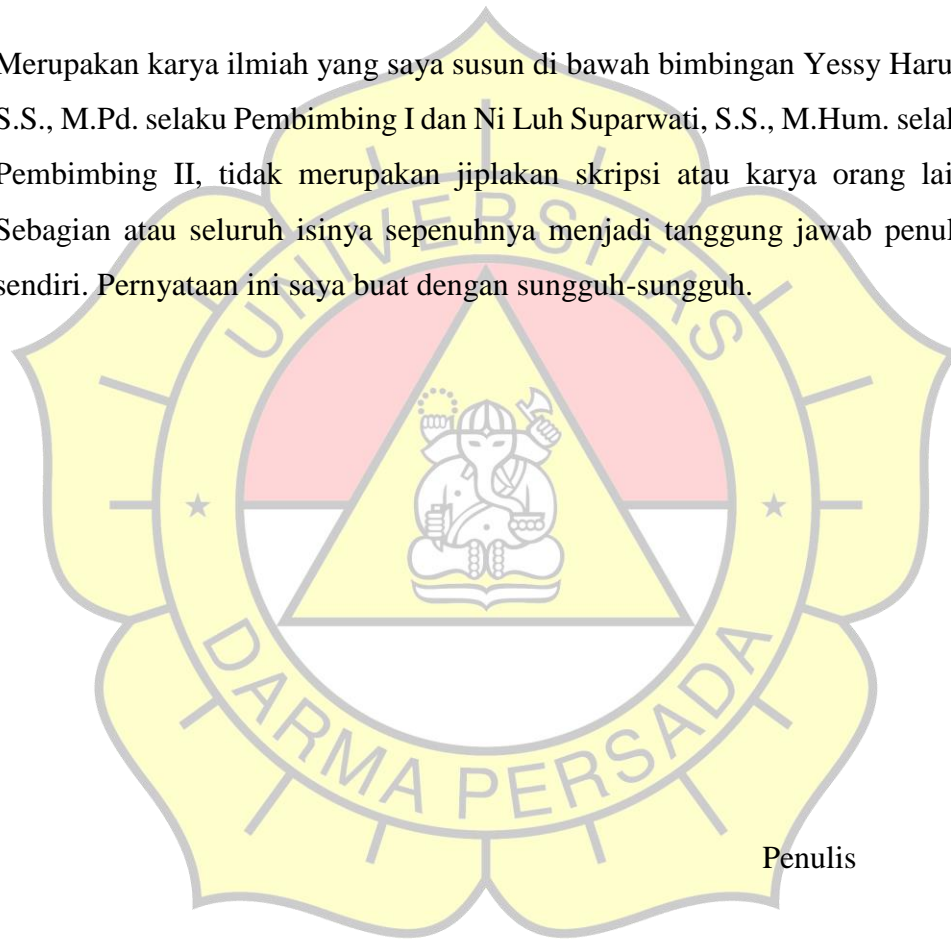 Merupakan karya ilmiah yang saya susun di bawah bimbingan Yessy Haru
S.S., M.Pd. selaku Pembimbing I dan Ni Luh Suparwati, S.S., M.Hum. selak
Pembimbing II, tidak merupakan jiplakan skripsi atau karya orang lai
Sebagian atau seluruh isinya sepenuhnya menjadi tanggung jawab penul
sendiri. Pernyataan ini saya buat dengan sungguh-sungguh.
UNIVERSITAS
DARMA PERSADA
Penulis